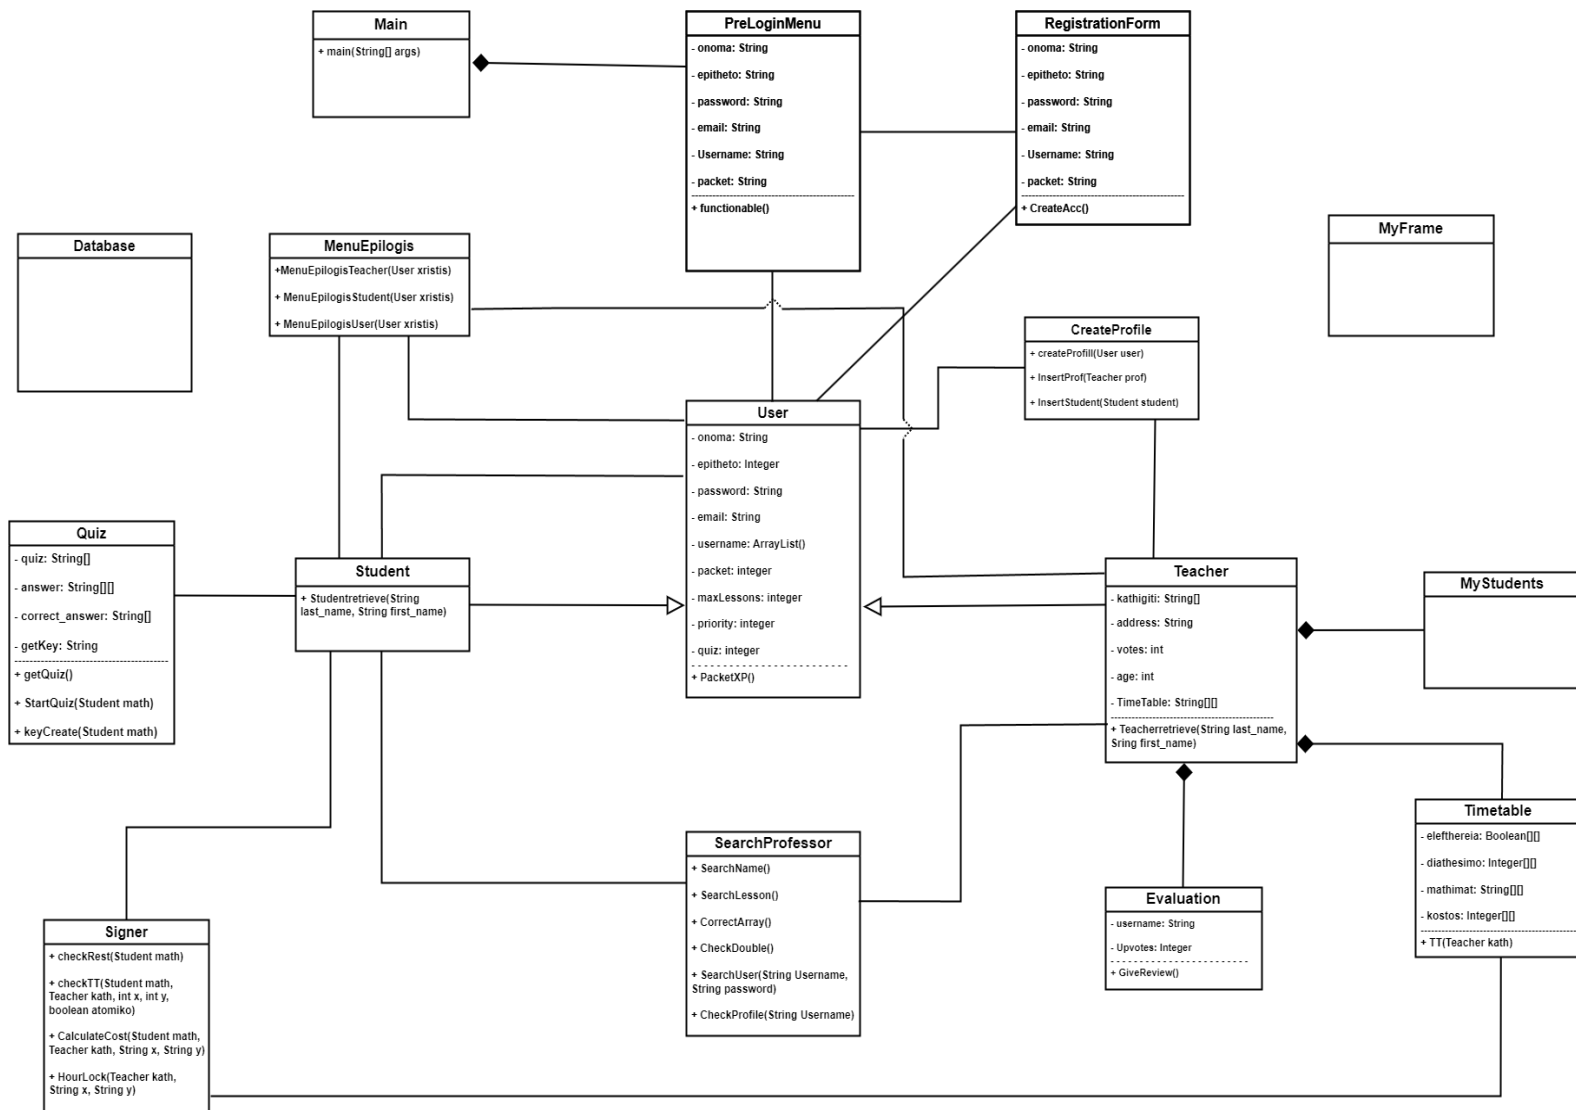 Main
+ main(String[] args)
PreLoginMenu
- onoma: String
- epitheto: String
- password: String
- email: String
- Username: String
- packet: String
+ functionable()
RegistrationForm
- onoma: String
- epitheto: String
- password: String
- email: String
- Username: String
- packet: String
+ CreateAcc()
Database
MenuEpilogis
+MenuEpilogisTeacher(User xristis)
+ MenuEpilogisStudent(User xristis)
+ MenuEpilogisUser(User xristis)
MyFrame
CreateProfile
+ createProfill(User user)
+ InsertProf(Teacher prof)
+ InsertStudent(Student student)
User
- onoma: String
- epitheto: Integer
- password: String
- email: String
- username: ArrayList()
- packet: integer
- maxLessons: integer
- priority: integer
- quiz: integer
+ PacketXP()
Quiz
- quiz: String[]
- answer: String[][]
- correct_answer: String[]
- getKey: String
+ getQuiz()
+ StartQuiz(Student math)
+ keyCreate(Student math)
Student
+ Studentretrieve(String
last_name, String first_name)
Teacher
- kathigiti: String[]
- address: String
- votes: int
- age: int
- TimeTable: String[][]
+ Teacherretrieve(String last_name,
Sring first_name)
MyStudents
Timetable
- eleftheria: Boolean[][]
- diathesimo: Integer[][]
- mathimat: String[][]
- kostos: Integer[][]
+ TT(Teacher kath)
SearchProfessor
+ SearchName()
+ SearchLesson()
+ CorrectArray()
+ CheckDouble()
+ SearchUser(String Username,
String password)
+ CheckProfile(String Username)
Evaluation
- username: String
- Upvotes: Integer
+ GiveReview()
Signer
+ checkRest(Student math)
+ checkTT(Student math,
Teacher kath, int x, int y,
boolean atomiko)
+ CalculateCost(Student math,
Teacher kath, String x, String y)
+ HourLock(Teacher kath,
String x, String y)